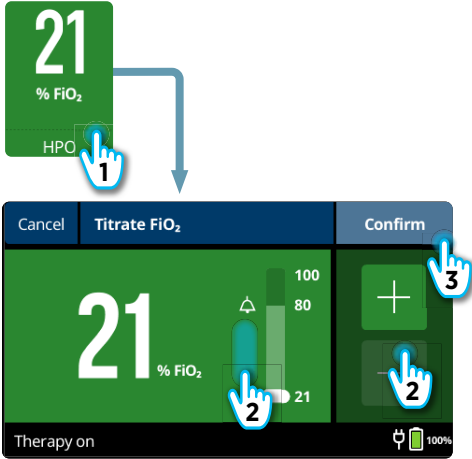 21
% FiO₂
HPO
1
Cancel
Titrate FiO₂
Confirm
3
100
80
21
% FiO₂
21
2
2
Therapy on
100%